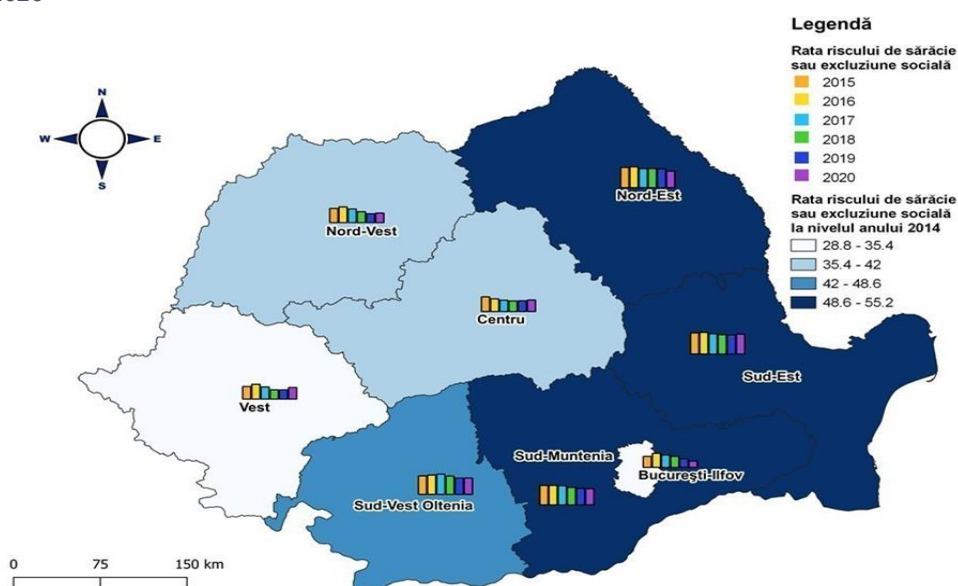 Legendă
Rata riscului de sărăcie
sau excluziune socială
2015
2016
2017
2018
2019
2020
Rata riscului de sărăcie
sau excluziune socială
la nivelul anului 2014
28.8 - 35.4
35.4 - 42
42 - 48.6
48.6 - 55.2
N
W
E
S
Nord-Est
Nord-Vest
Centru
Sud-Est
Vest
Sud-Muntenia
Bucureşti-Ilfov
Sud-Vest Oltenia
0 75 150 km